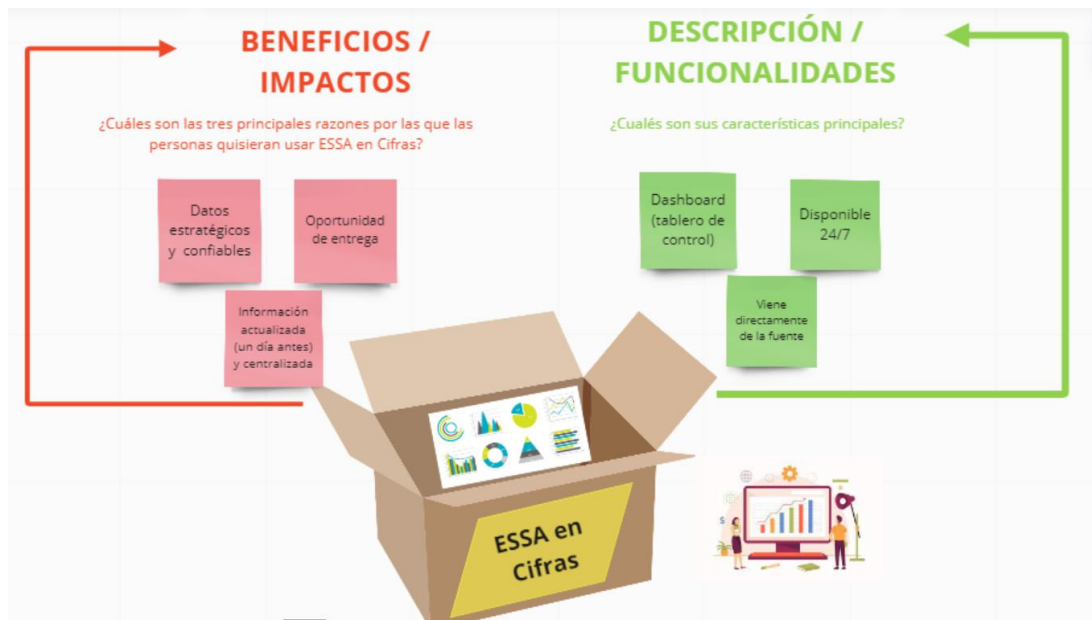 BENEFICIOS /
IMPACTOS
¿Cuáles son las tres principales razones por las que las
personas quisieran usar ESSA en Cifras?
Datos
estratégicos
y confiables
Oportunidad
de entrega
Información
actualizada
(un día antes)
y centralizada
DESCRIPCIÓN /
FUNCIONALIDADES
¿Cualés son sus características principales?
Dashboard
(tablero de
control)
Disponible
24/7
Viene
directamente
de la fuente
ESSA en
Cifras